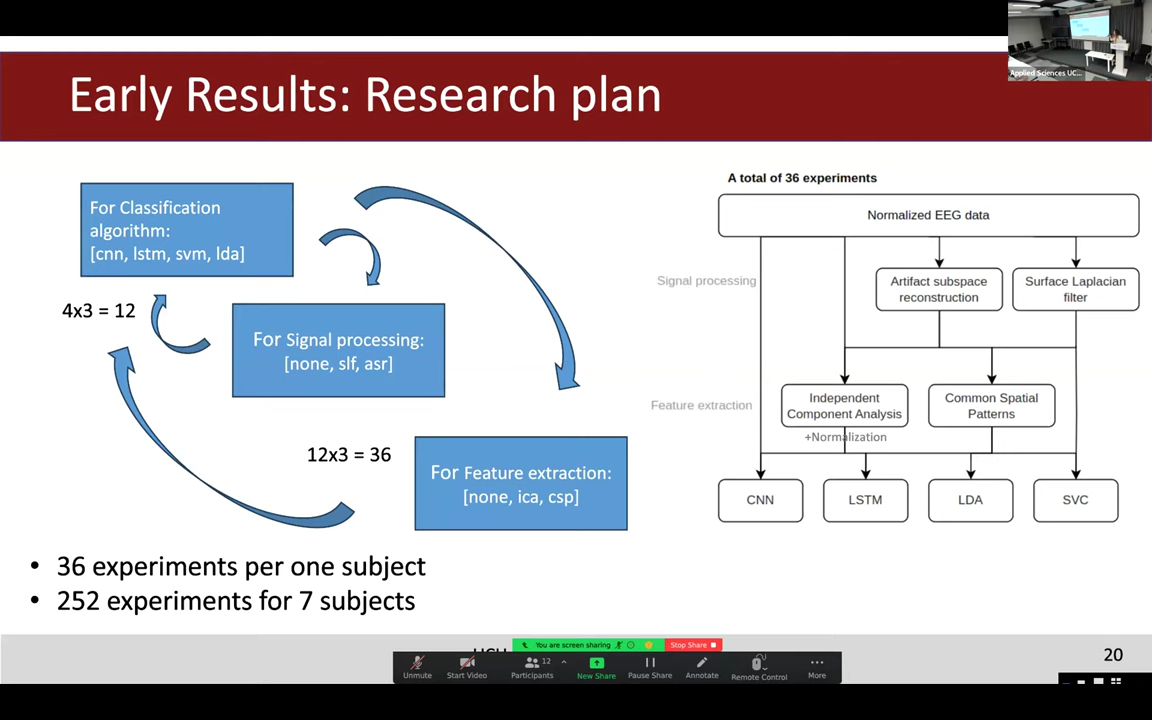 Applied Sciences UC...
Early Results: Research plan
For Classification
algorithm:
[cnn, lstm, svm, lda]
4x3 = 12
For Signal processing:
[none, slf, asr]
12x3 = 36
For Feature extraction:
[none, ica, csp]
A total of 36 experiments
Normalized EEG data
Signal processing
Artifact subspace
reconstruction
Surface Laplacian
filter
Feature extraction
Independent
Component Analysis
Common Spatial
Patterns
+Normalization
CNN
LSTM
LDA
SVC
• 36 experiments per one subject
• 252 experiments for 7 subjects
You are screen sharing
Stop Share
20
Unmute
Start Video
12
Participants
New Share
Pause Share
Annotate
Remote Control
More